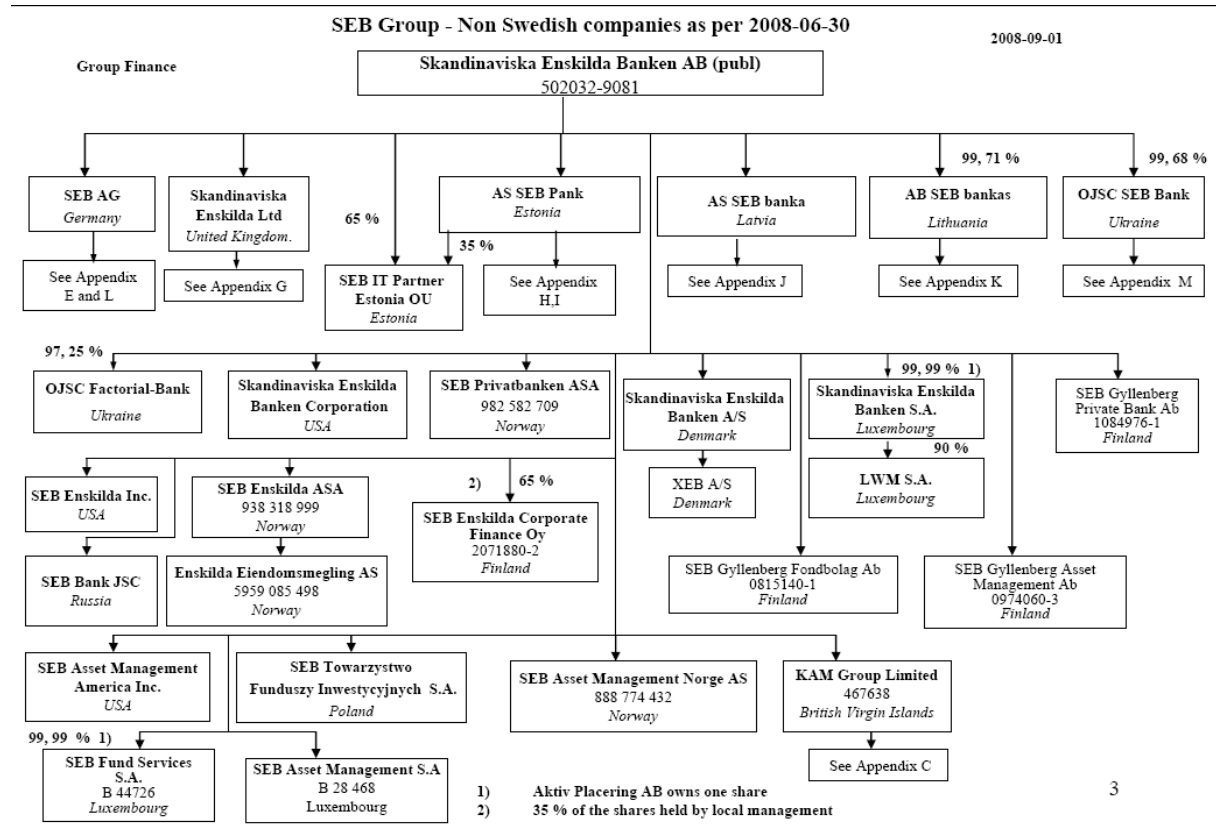 SEB Group - Non Swedish companies as per 2008-06-30
2008-09-01
Group Finance
Skandinaviska Enskilda Banken AB (publ)
502032-9081
99, 71 %
99, 68 %
SEB AG
Germany
Skandinaviska
Enskilda Ltd
United Kingdom.
65 %
AS SEB Pank
Estonia
AS SEB banka
Latvia
AB SEB bankas
Lithuania
OJSC SEB Bank
Ukraine
35 %
See Appendix
E and L
See Appendix G
SEB IT Partner
Estonia OU
Estonia
See Appendix
H,I
See Appendix J
See Appendix K
See Appendix  M
97, 25 %
OJSC Factorial-Bank
Ukraine
Skandinaviska Enskilda
Banken Corporation
USA
SEB Privatbanken ASA
982 582 709
Norway
Skandinaviska Enskilda
Banken A/S
Denmark
99, 99 %  1)
Skandinaviska Enskilda
Banken S.A.
Luxembourg
SEB Gyllenberg
Private Bank Ab
1084976-1
Finland
90 %
SEB Enskilda Inc.
USA
SEB Enskilda ASA
938 318 999
Norway
2)
65 %
SEB Enskilda Corporate
Finance Oy
2071880-2
Finland
XEB A/S
Denmark
LWM S.A.
Luxembourg
SEB Bank JSC
Russia
Enskilda Eiendomsmegling AS
5959 085 498
Norway
SEB Gyllenberg Fondbolag Ab
0815140-1
Finland
SEB Gyllenberg Asset
Management Ab
0974060-3
Finland
SEB Asset Management
America Inc.
USA
SEB Towarzystwo
Funduszy Inwestycyjnych  S.A.
Poland
SEB Asset Management Norge AS
888 774 432
Norway
KAM Group Limited
467638
British Virgin Islands
99, 99  %  1)
SEB Fund Services
S.A.
B 44726
Luxembourg
SEB Asset Management S.A
B 28 468
Luxembourg
See Appendix C
1) Aktiv Placering AB owns one share
2) 35 % of the shares held by local management
3